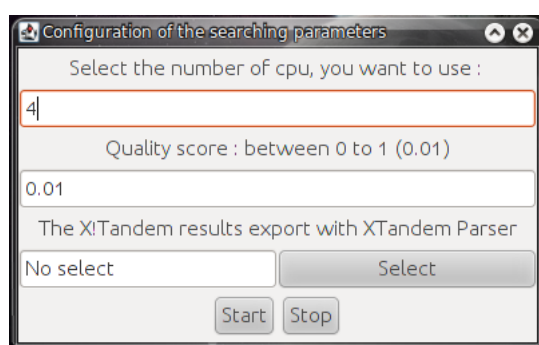 Configuration of the searching parameters
Select the number of cpu, you want to use :
4
Quality score : between 0 to 1 (0.01)
0.01
The X!Tandem results export with XTandem Parser
No select Select
Start Stop